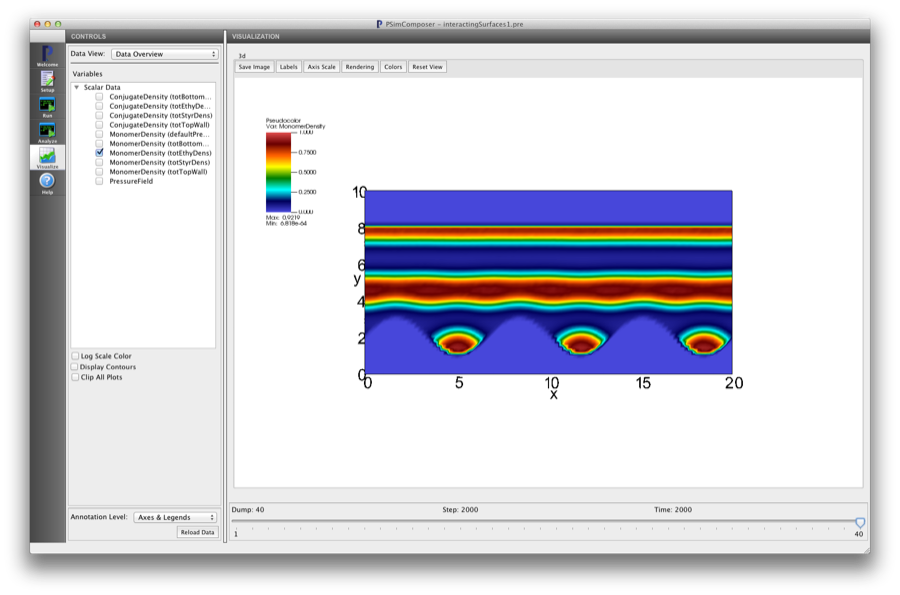 PSimComposer - interactingSurfaces1.pre
CONTROLS
VISUALIZATION
Welcome
Setup
Run
Analyze
Visualize
Help
Data View: Data Overview
Variables
Scalar Data
ConjugateDensity (totBottom...
ConjugateDensity (totEthyDe...
ConjugateDensity (totStyrDens)
ConjugateDensity (totTopWall)
MonomerDensity (defaultPre...
MonomerDensity (totBottom...
MonomerDensity (totEthyDens)
MonomerDensity (totStyrDens)
MonomerDensity (totTopWall)
PressureField
Log Scale Color
Display Contours
Clip All Plots
Annotation Level: Axes & Legends
Reload Data
3d
Save Image Labels Axis Scale Rendering Colors Reset View
Pseudocolor
Var: MonomerDensity
1.000
0.7500
0.5000
0.2500
0.000
Max: 0.9219
Min: 6.818e-64
10
8
6
y
4
2
0
0 5 10 15 20
x
Dump: 40 Step: 2000 Time: 2000
1 40